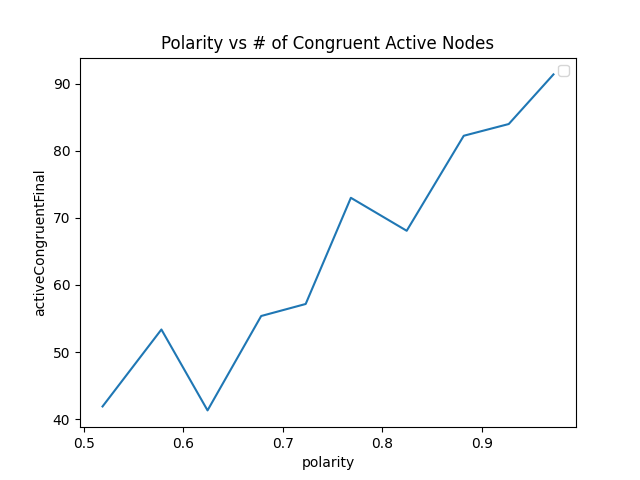 Polarity vs # of Congruent Active Nodes
90
80
70
60
50
40
activeCongruentFinal
0.5 0.6 0.7 0.8 0.9
polarity